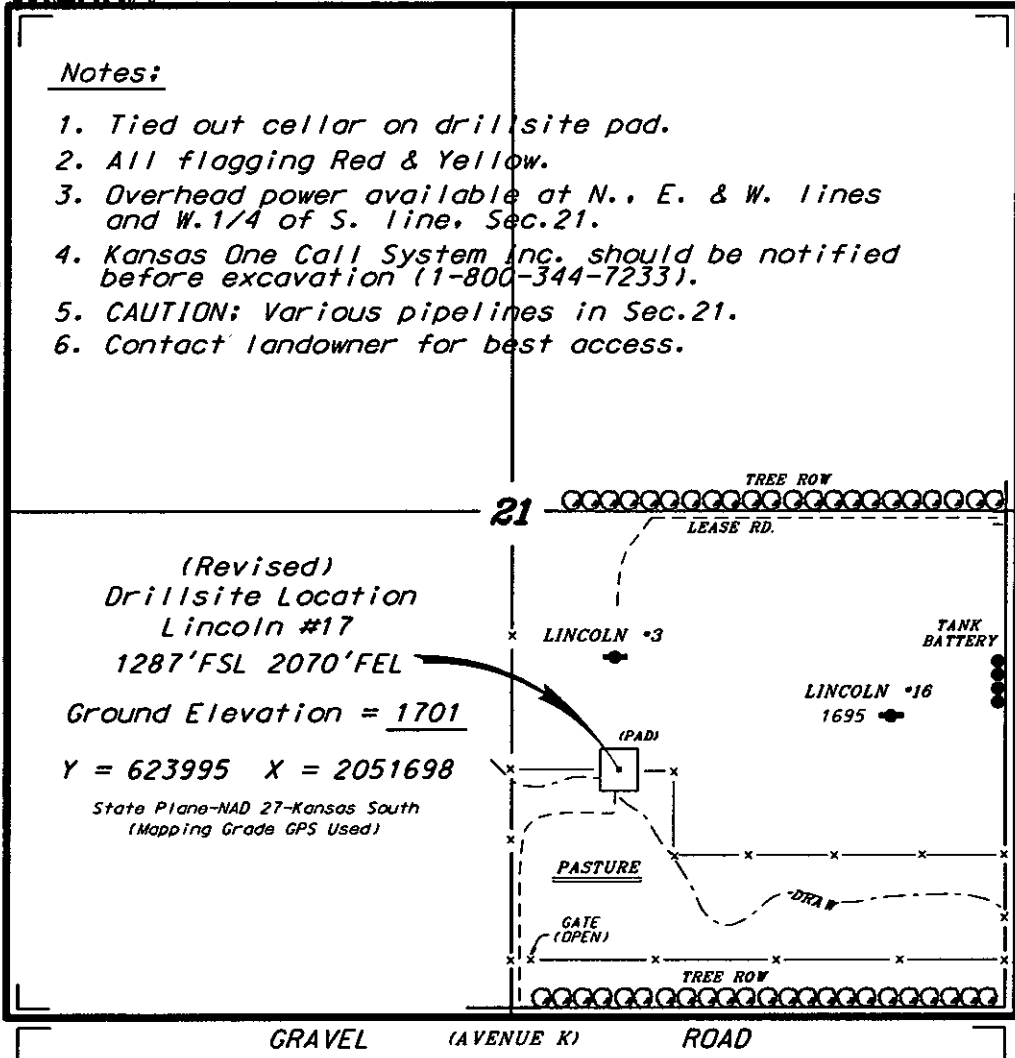 Notes:
1. Tied out cellar on drillsite pad.
2. All flagging Red & Yellow.
3. Overhead power available at N., E. & W. lines
and W.1/4 of S. line, Sec.21.
4. Kansas One Call System Inc. should be notified
before excavation (1-800-344-7233).
5. CAUTION: Various pipelines in Sec.21.
6. Contact landowner for best access.
TREE ROW
21
LEASE RD.
(Revised)
Drillsite Location
Lincoln #17
1287'FSL 2070'FEL
Ground Elevation = 1701
Y = 623995 X = 2051698
State Plane-NAD 27-Kansas South
(Mapping Grade GPS Used)
LINCOLN #3
TANK
BATTERY
LINCOLN #16
1695
(PAD)
PASTURE
DRAW
GATE
(OPEN)
TREE ROW
GRAVEL (AVENUE K) ROAD